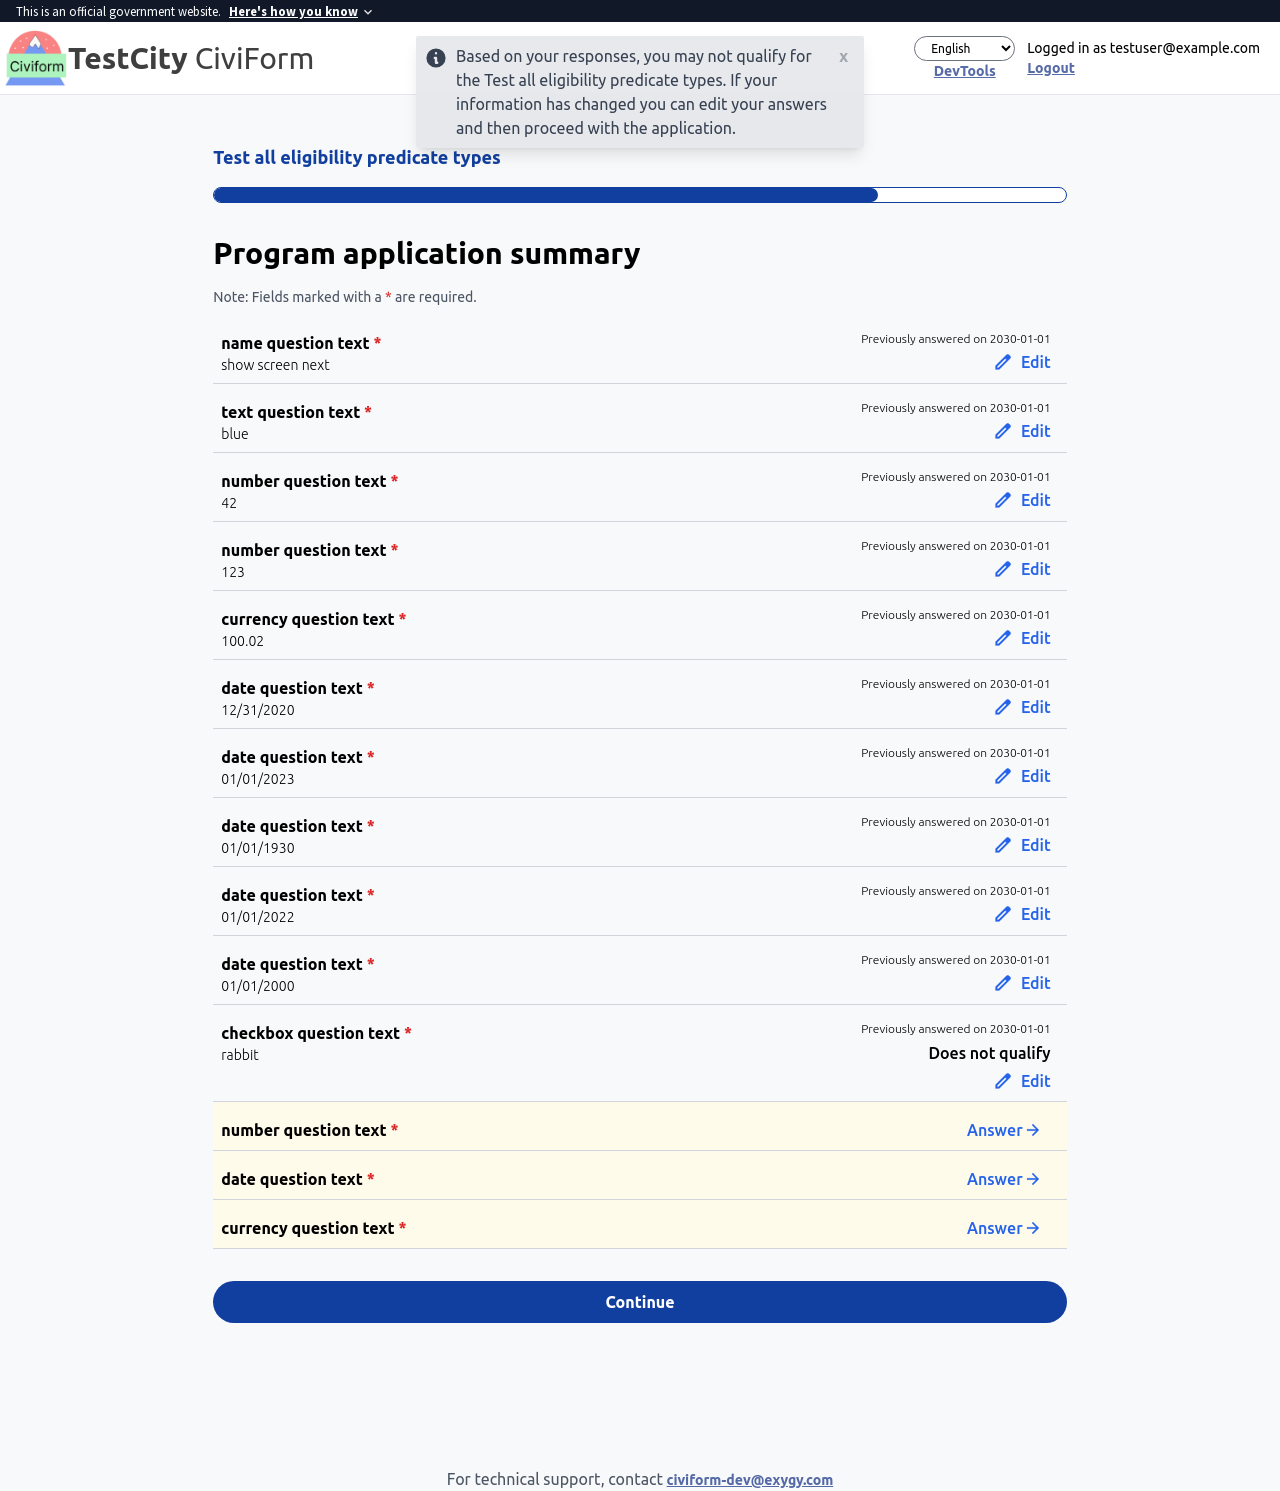 This is an official government website. Here's how you know
Civiform
TestCity CiviForm
Based on your responses, you may not qualify for
the Test all eligibility predicate types. If your
information has changed you can edit your answers
and then proceed with the application.
x
English
DevTools
Logged in as testuser@example.com
Logout
Test all eligibility predicate types
Program application summary
Note: Fields marked with a * are required.
name question text *
show screen next
Previously answered on 2030-01-01
Edit
text question text *
blue
Previously answered on 2030-01-01
Edit
number question text *
42
Previously answered on 2030-01-01
Edit
number question text *
123
Previously answered on 2030-01-01
Edit
currency question text *
100.02
Previously answered on 2030-01-01
Edit
date question text *
12/31/2020
Previously answered on 2030-01-01
Edit
date question text *
01/01/2023
Previously answered on 2030-01-01
Edit
date question text *
01/01/1930
Previously answered on 2030-01-01
Edit
date question text *
01/01/2022
Previously answered on 2030-01-01
Edit
date question text *
01/01/2000
Previously answered on 2030-01-01
Edit
checkbox question text *
rabbit
Previously answered on 2030-01-01
Does not qualify
Edit
number question text *
Answer
date question text *
Answer
currency question text *
Answer
Continue
For technical support, contact civiform-dev@exygy.com